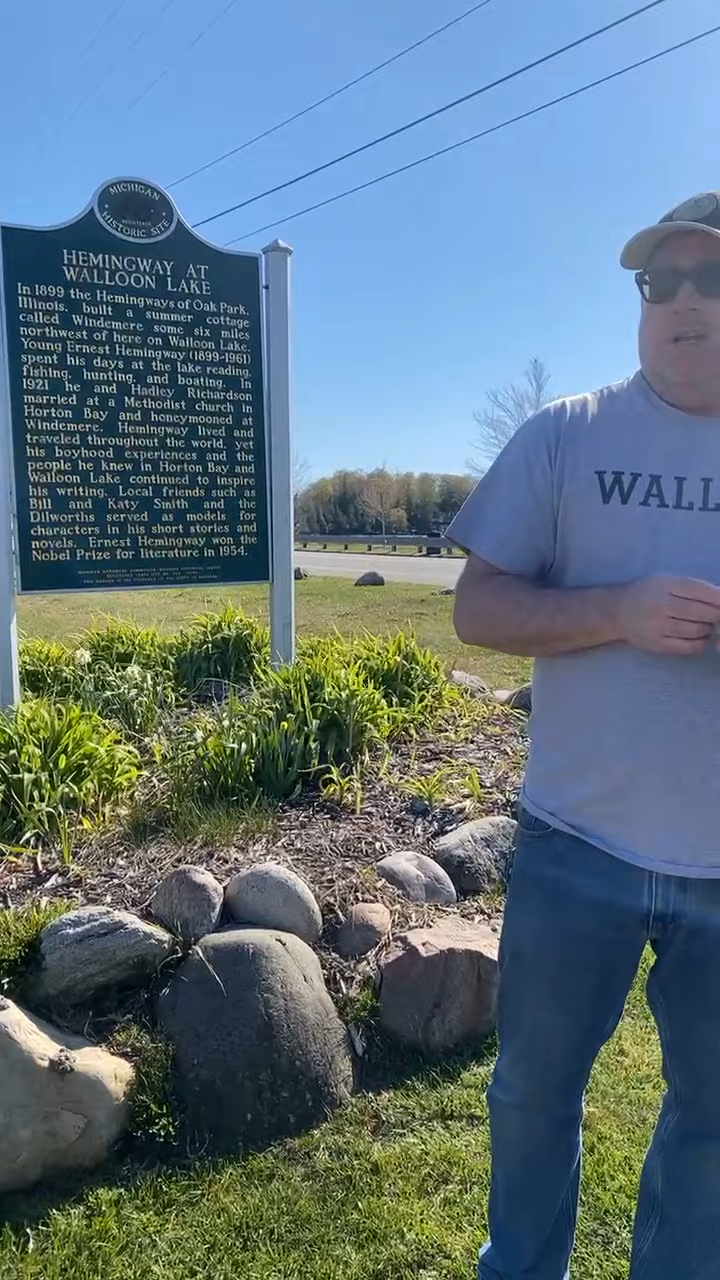 MICHIGAN
REGISTERED
HISTORIC SITE
HEMINGWAY AT
WALLOON LAKE
In 1899 the Hemingways of Oak Park,
Illinois, built a summer cottage
called Windemere some six miles
northwest of here on Walloon Lake.
Young Ernest Hemingway (1899-1961)
spent his days at the lake reading,
fishing, hunting, and boating. In
1921 he and Hadley Richardson
married at a Methodist church in
Horton Bay and honeymooned at
Windemere. Hemingway lived and
traveled throughout the world, yet
his boyhood experiences and the
people he knew in Horton Bay and
Walloon Lake continued to inspire
his writing. Local friends such as
Bill and Katy Smith and the
Dilworths served as models for
characters in his short stories and
novels. Ernest Hemingway won the
Nobel Prize for literature in 1954.
WALL